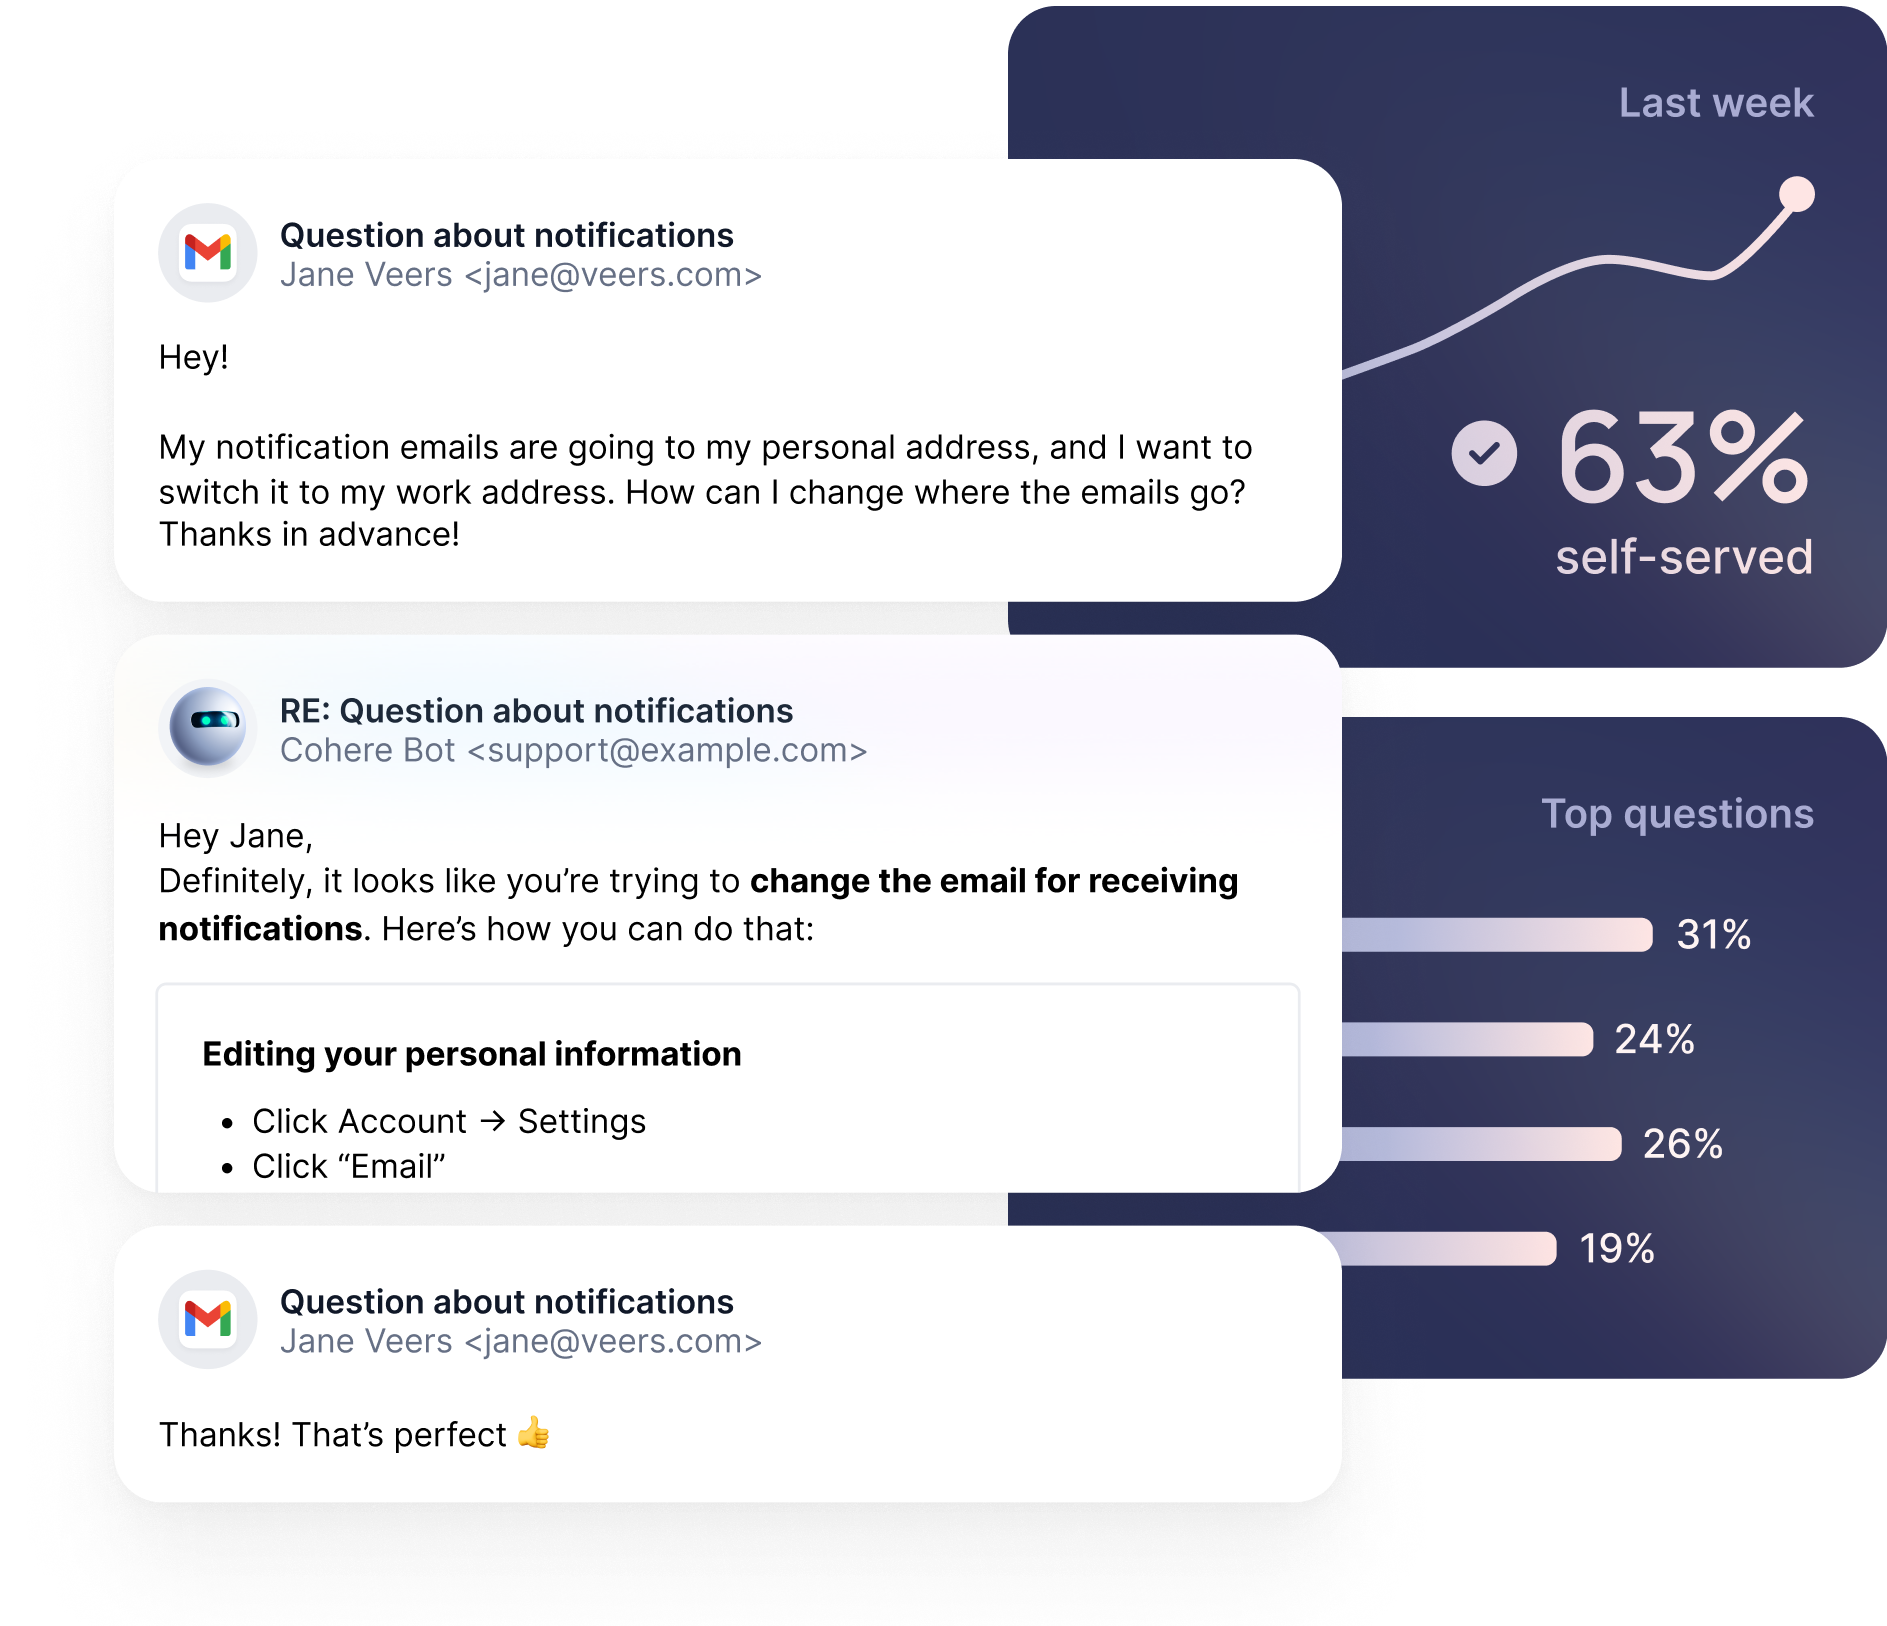 Last week
63%
self-served
Question about notifications
Jane Veers <jane@veers.com>
Hey!
My notification emails are going to my personal address, and I want to
switch it to my work address. How can I change where the emails go?
Thanks in advance!
RE: Question about notifications
Cohere Bot <support@example.com>
Hey Jane,
Definitely, it looks like you’re trying to change the email for receiving
notifications. Here’s how you can do that:
Editing your personal information
• Click Account → Settings
• Click “Email”
Top questions
31%
24%
26%
19%
Question about notifications
Jane Veers <jane@veers.com>
Thanks! That’s perfect 👍